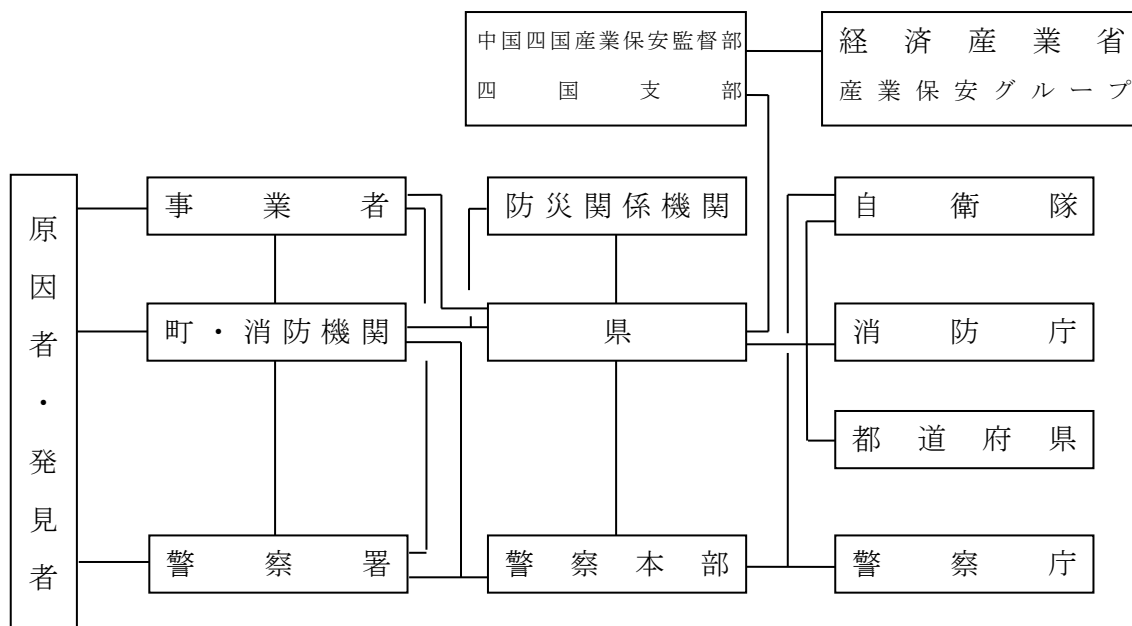 中国四国産業保安監督部
四国支部
経済産業省
産業保安グループ
原因者・発見者
事業者
防災関係機関
自衛隊
町・消防機関
県
消防庁
都道府県
警察署
警察本部
警察庁